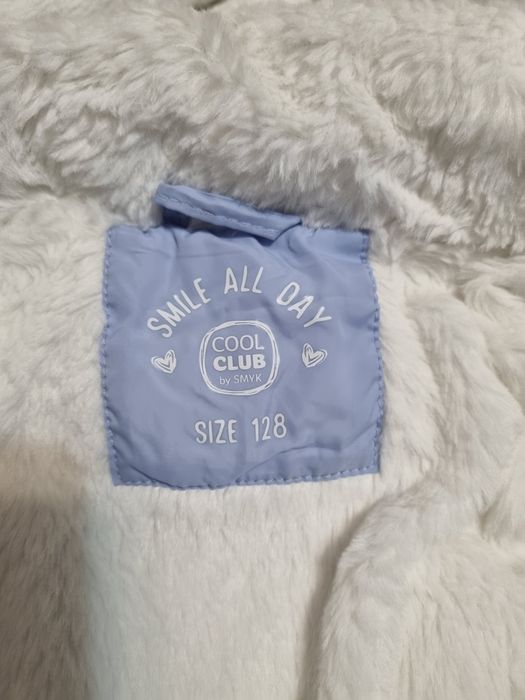 SMILE ALL DAY
COOL
CLUB
by SMYK
SIZE 128